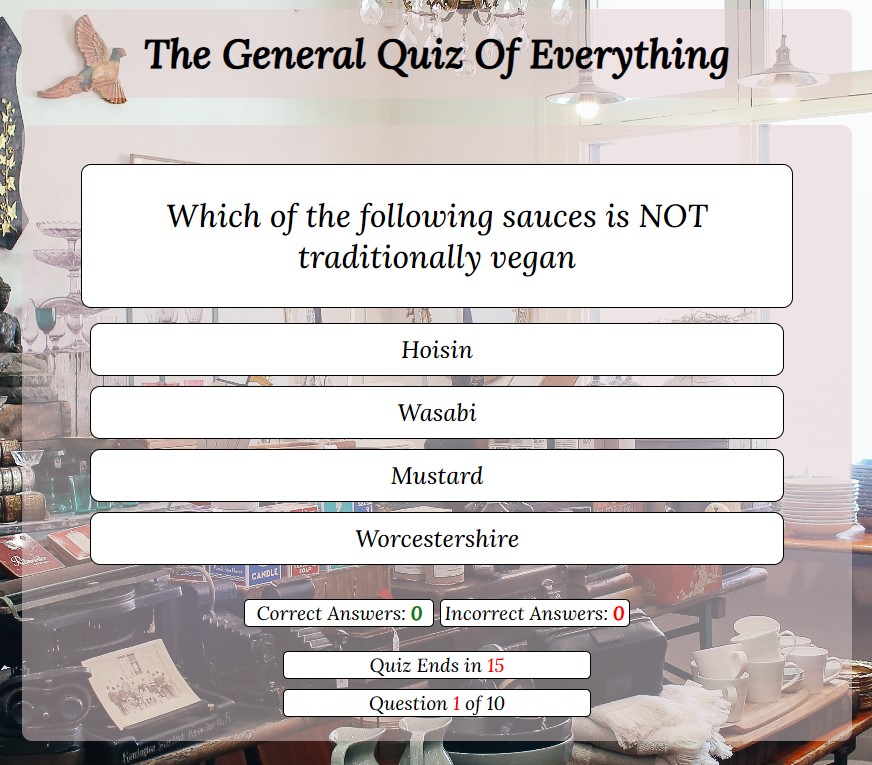 The General Quiz Of Everything
Which of the following sauces is NOT
traditionally vegan
Hoisin
Wasabi
Mustard
Worcestershire
CANDLE
Correct Answers: 0 Incorrect Answers: 0
Quiz Ends in 15
Question 1 of 10